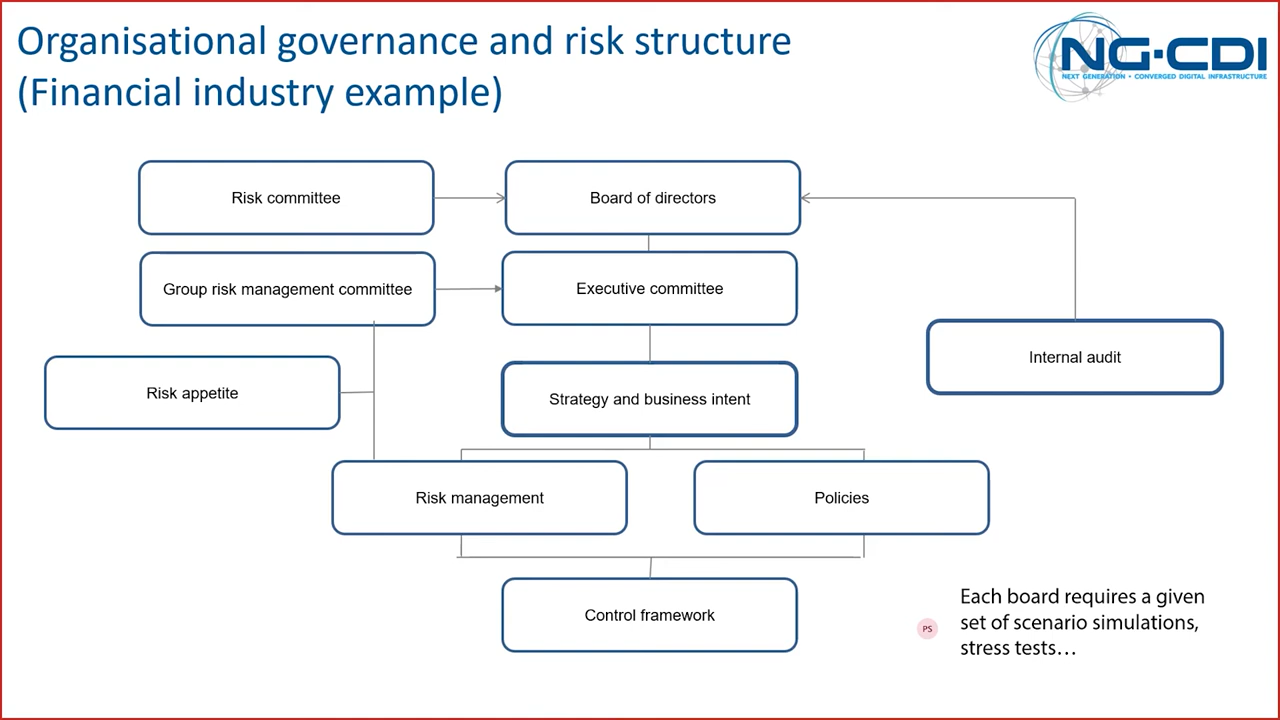 Organisational governance and risk structure
(Financial industry example)
NG-CDI
NEXT GENERATION • CONVERGED DIGITAL INFRASTRUCTURE
Risk committee
Board of directors
Group risk management committee
Executive committee
Internal audit
Risk appetite
Strategy and business intent
Risk management
Policies
Control framework
PS
Each board requires a given
set of scenario simulations,
stress tests…